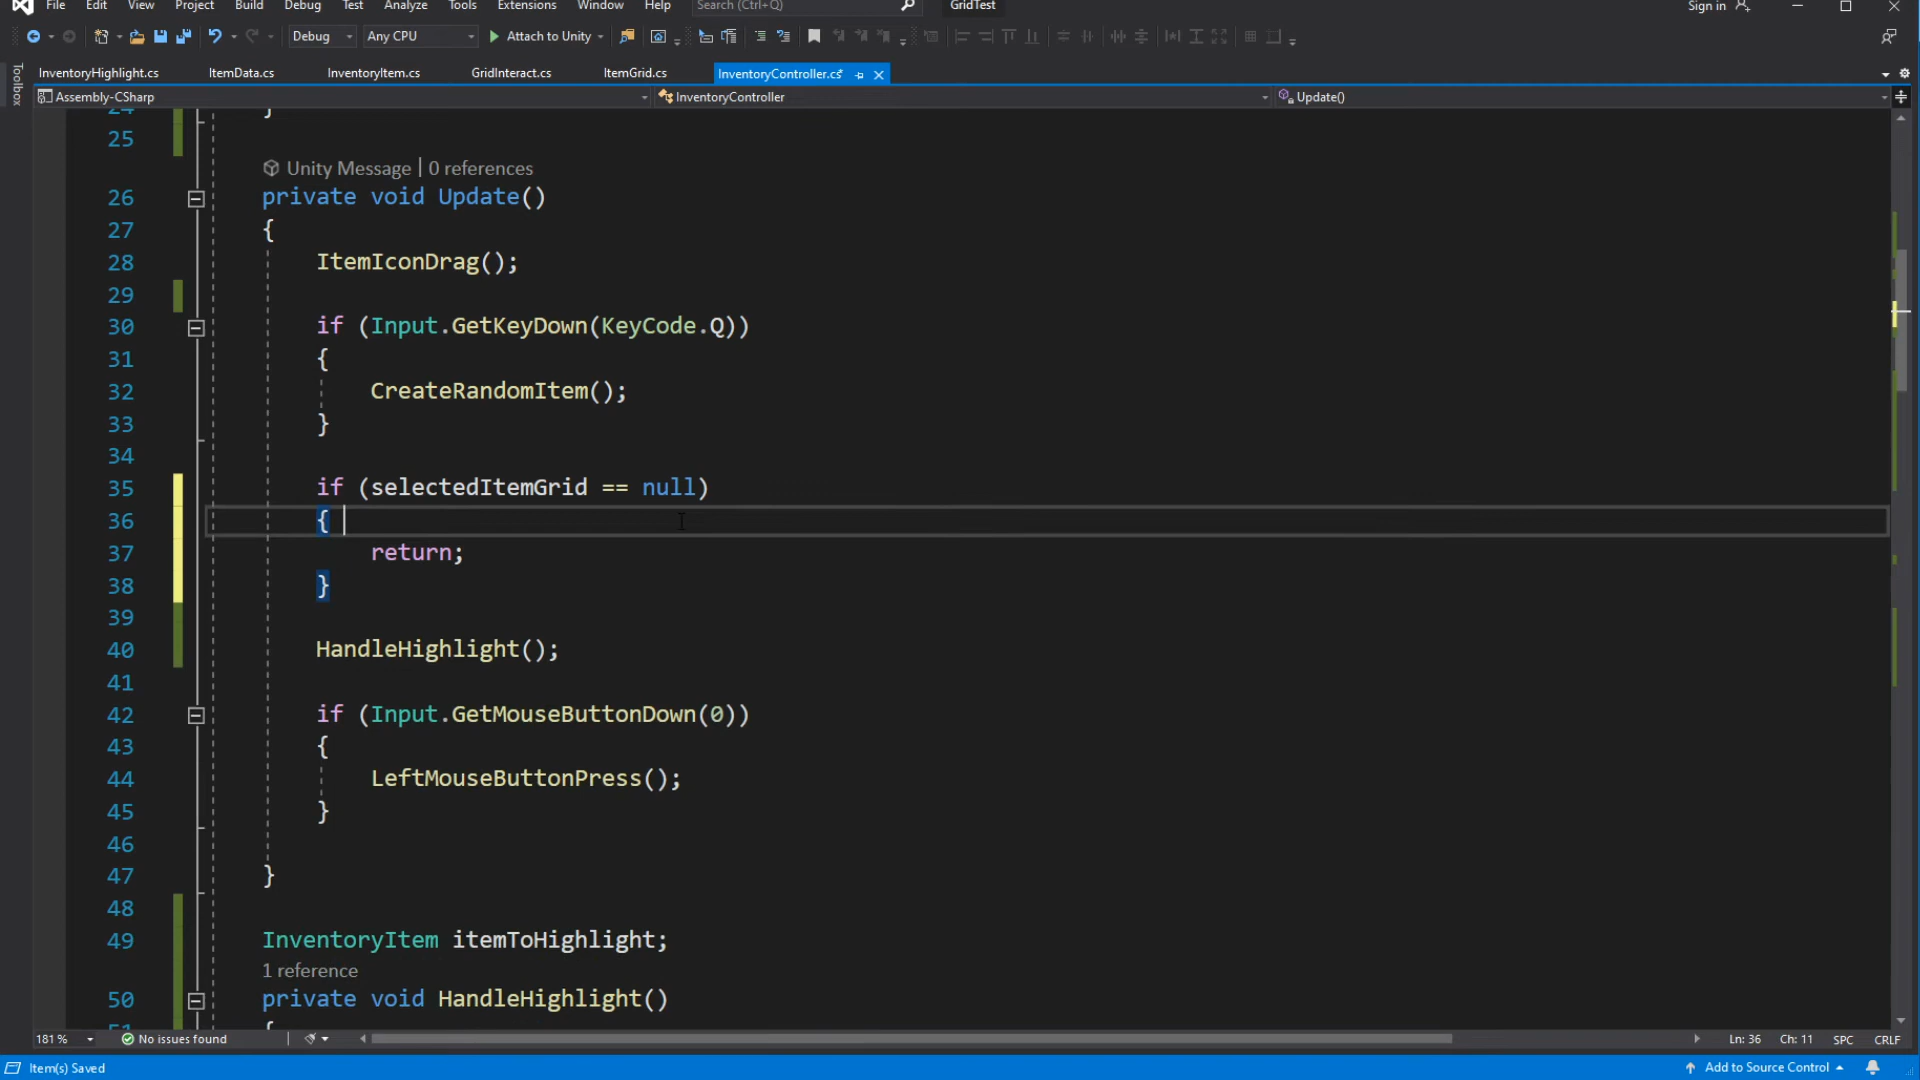 File Edit View Project Build Debug Test Analyze Tools Extensions Window Help Search (Ctrl+Q) GridTest Sign in
Debug Any CPU Attach to Unity
Toolbox
InventoryHighlight.cs ItemData.cs InventoryItem.cs GridInteract.cs ItemGrid.cs InventoryController.cs*
Assembly-CSharp InventoryController Update()
24 }
25
Unity Message | 0 references
26 private void Update()
27 {
28 ItemIconDrag();
29
30 if (Input.GetKeyDown(KeyCode.Q))
31 {
32 CreateRandomItem();
33 }
34
35 if (selectedItemGrid == null)
36 {
37 return;
38 }
39
40 HandleHighlight();
41
42 if (Input.GetMouseButtonDown(0))
43 {
44 LeftMouseButtonPress();
45 }
46
47 }
48
49 InventoryItem itemToHighlight;
1 reference
50 private void HandleHighlight()
51 {
181 % No issues found Ln: 36 Ch: 11 SPC CRLF
Item(s) Saved Add to Source Control